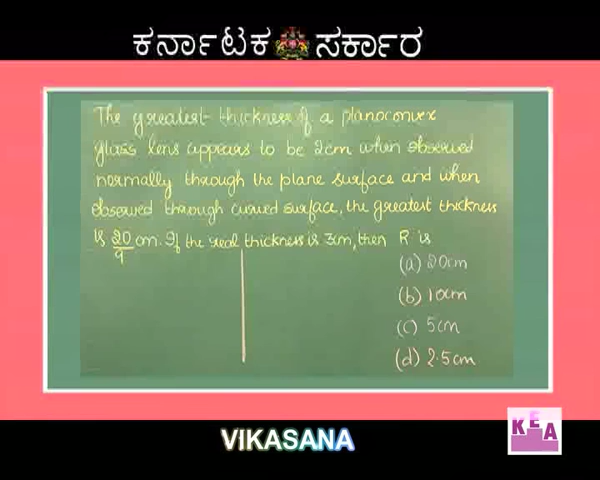 ಕರ್ನಾಟಕ ಸರ್ಕಾರ
The greatest thickness of a planoconvex
glass lens appears to be 2cm when observed
normally through the plane surface and when
observed through curved surface, the greatest thickness
is 20/9 cm. If the real thickness is 3cm, then R is
(a) 20cm
(b) 10cm
(c) 5cm
(d) 2.5cm
KEA
VIKASANA